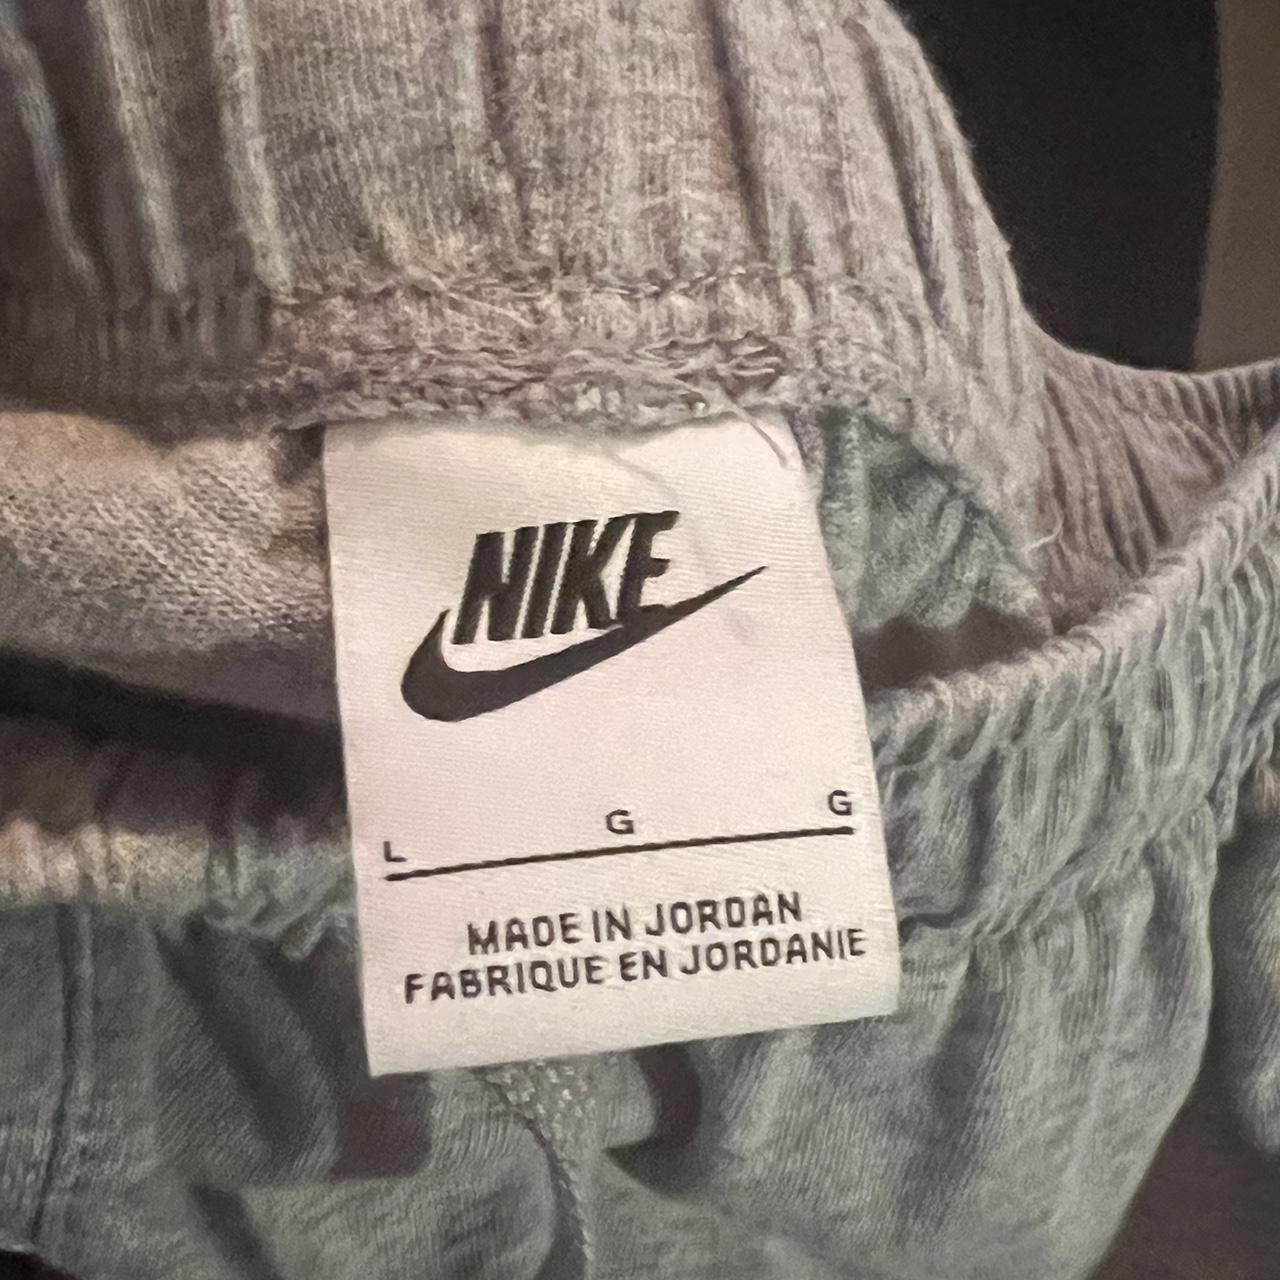 NIKE
L G G
MADE IN JORDAN
FABRIQUE EN JORDANIE